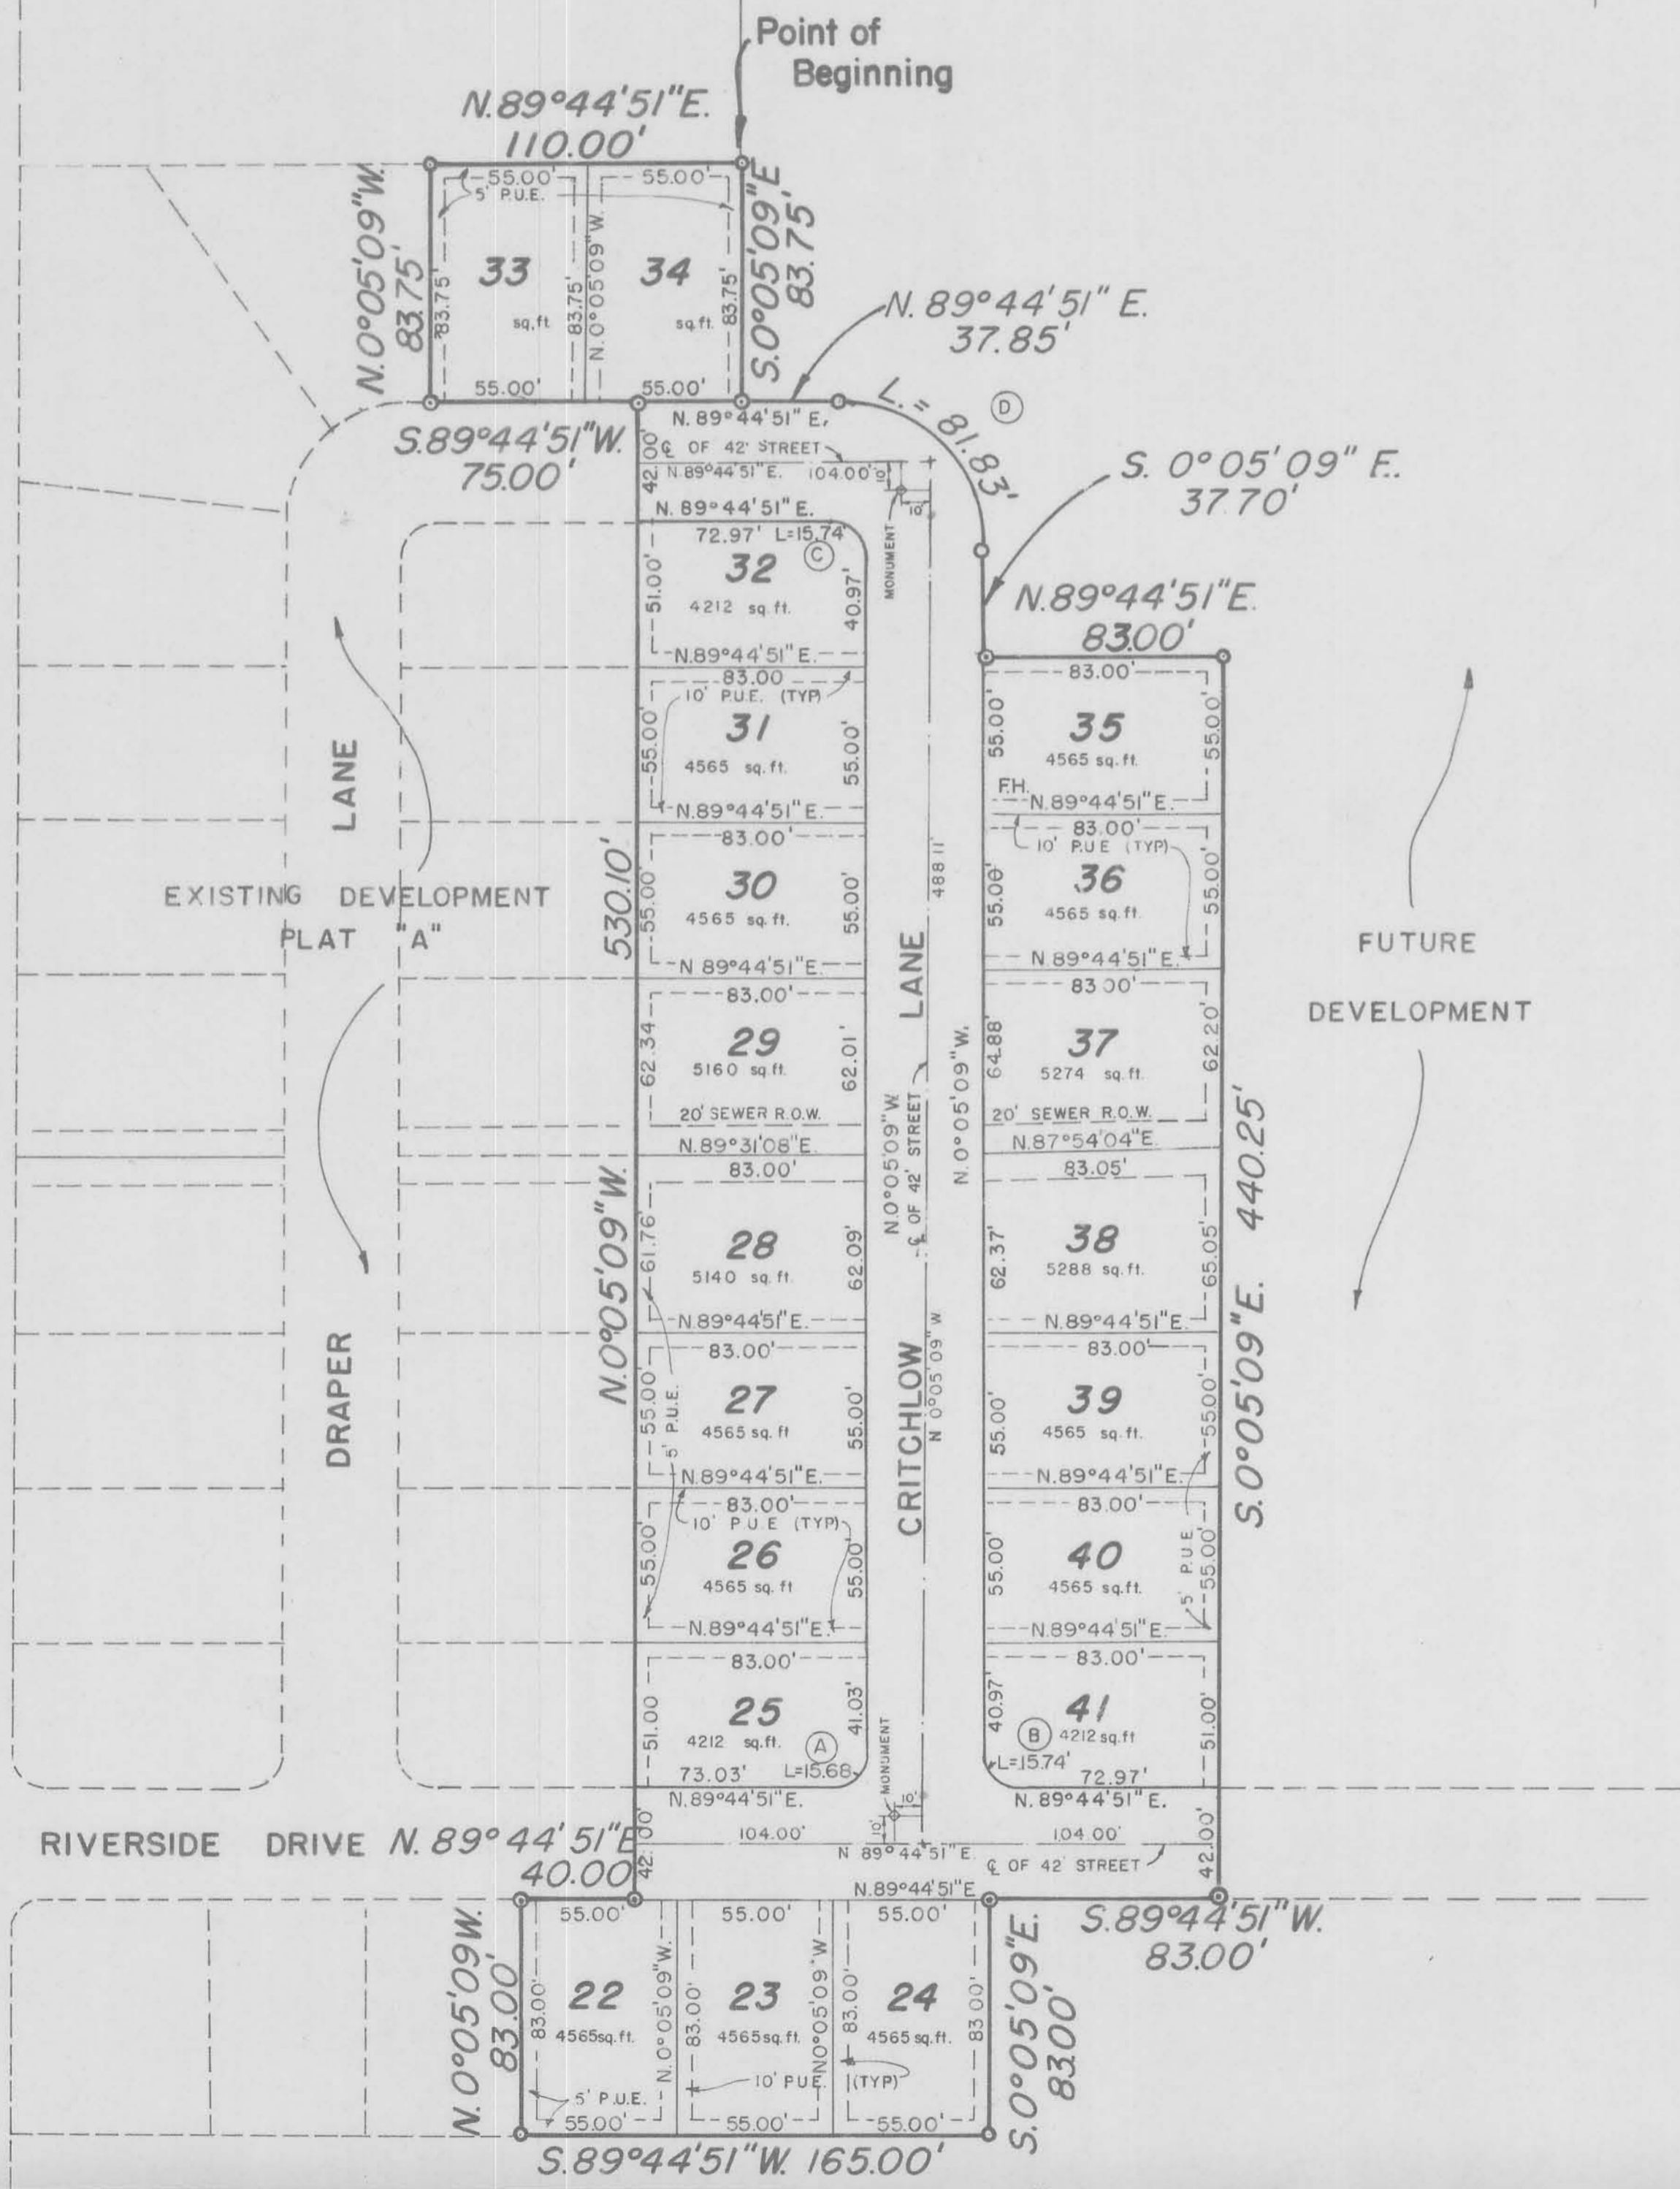 Point of
Beginning
N.89°44'51"E.
110.00'
N.0°05'09"W.
83.75'
55.00'
5' P.U.E.
55.00'
S.0°05'09"E
83.75'
33
sq.ft
83.75'
83.75'
N.0°05'09"W.
34
sq.ft.
83.75'
55.00'
55.00'
N. 89°44'51" E.
37.85'
L. = 81.83'
D
S.89°44'51"W.
75.00'
42.00'
N. 89°44'51" E.
℄ OF 42' STREET
N.89°44'51"E. 104.00'
10'
10'
MONUMENT
N. 89°44'51" E.
S. 0°05'09" E.
37.70'
72.97' L=15.74'
C
32
4212 sq.ft.
51.00'
40.97'
N.89°44'51"E.
83.00
10' P.U.E. (TYP)
31
4565 sq.ft.
55.00'
55.00'
N.89°44'51"E.
83.00'
30
4565 sq.ft.
55.00'
55.00'
N 89°44'51"E.
83.00'
29
5160 sq.ft.
62.34
62.01'
20' SEWER R.O.W.
N.89°31'08"E.
83.00'
28
5140 sq.ft.
61.76'
62.09'
N.89°44'51"E.
83.00'
27
4565 sq.ft
55.00'
55.00'
5' P.U.E.
N.89°44'51"E.
83.00'
10' P.U.E (TYP)
26
4565 sq.ft
55.00'
55.00'
N.89°44'51"E.
83.00'
25
4212 sq.ft.
51.00
41.03'
A
73.03' L=15.68
N.89°44'51"E.
530.10'
N.0°05'09"W.
LANE
DRAPER
EXISTING DEVELOPMENT
PLAT "A"
488.11'
CRITCHLOW LANE
N.0°05'09"W.
℄ OF 42' STREET
N.0°05'09"W.
N 0°05'09"W
MONUMENT
10'
10'
N.89°44'51"E.
83.00'
83.00'
35
4565 sq.ft.
55.00'
55.00'
F.H.
N.89°44'51"E.
83.00'
10' P.U.E (TYP)
36
4565 sq.ft.
55.00'
55.00'
N.89°44'51"E.
83.00'
37
5274 sq.ft.
64.88'
62.20'
20' SEWER R.O.W.
N.87°54'04"E.
83.05'
38
5288 sq.ft.
62.37'
65.05'
N.89°44'51"E.
83.00'
39
4565 sq.ft.
55.00'
55.00'
N.89°44'51"E.
83.00'
40
4565 sq.ft.
55.00'
55.00'
5' P.U.E
N.89°44'51"E.
83.00'
41
4212 sq.ft
40.97'
51.00'
B
L=15.74'
72.97'
N. 89°44'51"E.
S.0°05'09"E. 440.25'
FUTURE
DEVELOPMENT
RIVERSIDE DRIVE
N. 89°44'51"E
40.00
42.00'
104.00'
104.00'
N 89°44'51"E.
℄ OF 42' STREET
42.00'
N.89°44'51"E
S.89°44'51"W.
83.00'
N.0°05'09W.
83.00'
55.00'
55.00'
55.00'
22
4565sq.ft.
83.00'
N.0°05'09"W.
23
4565sq.ft.
83.00'
N0°05'09"W
24
4565 sq.ft.
83.00'
83.00'
S.0°05'09"E.
83.00'
5' P.U.E.
10' PUE. (TYP)
55.00'
55.00'
55.00'
S.89°44'51"W. 165.00'